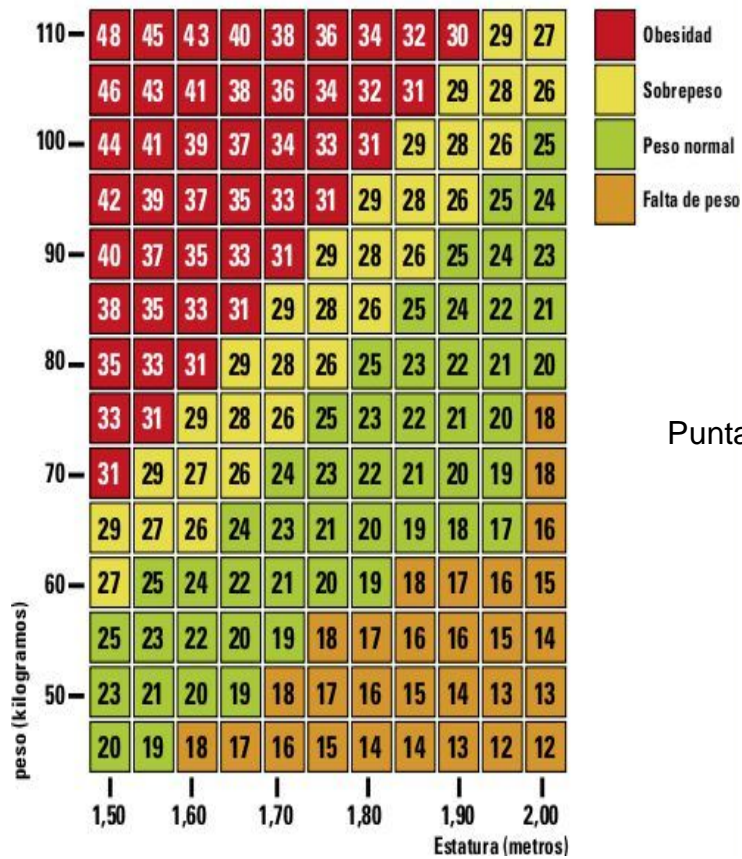 110 48 45 43 40 38 36 34 32 30 29 27 Obesidad
46 43 41 38 36 34 32 31 29 28 26 Sobrepeso
100 44 41 39 37 34 33 31 29 28 26 25 Peso normal
42 39 37 35 33 31 29 28 26 25 24 Falta de peso
90 40 37 35 33 31 29 28 26 25 24 23
38 35 33 31 29 28 26 25 24 22 21
80 35 33 31 29 28 26 25 23 22 21 20
33 31 29 28 26 25 23 22 21 20 18 Punta
70 31 29 27 26 24 23 22 21 20 19 18
29 27 26 24 23 21 20 19 18 17 16
60 27 25 24 22 21 20 19 18 17 16 15
25 23 22 20 19 18 17 16 16 15 14
50 23 21 20 19 18 17 16 15 14 13 13
20 19 18 17 16 15 14 14 13 12 12
peso (kilogramos)
1,50 1,60 1,70 1,80 1,90 2,00
Estatura (metros)